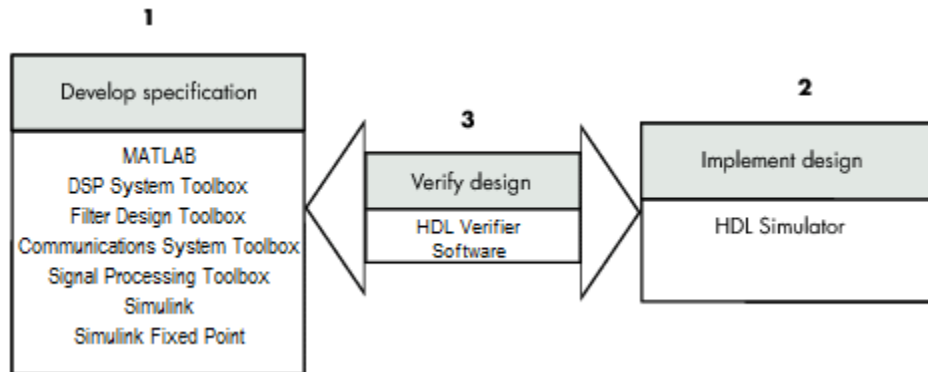 1
Develop specification
MATLAB
DSP System Toolbox
Filter Design Toolbox
Communications System Toolbox
Signal Processing Toolbox
Simulink
Simulink Fixed Point
3
Verify design
HDL Verifier
Software
2
Implement design
HDL Simulator